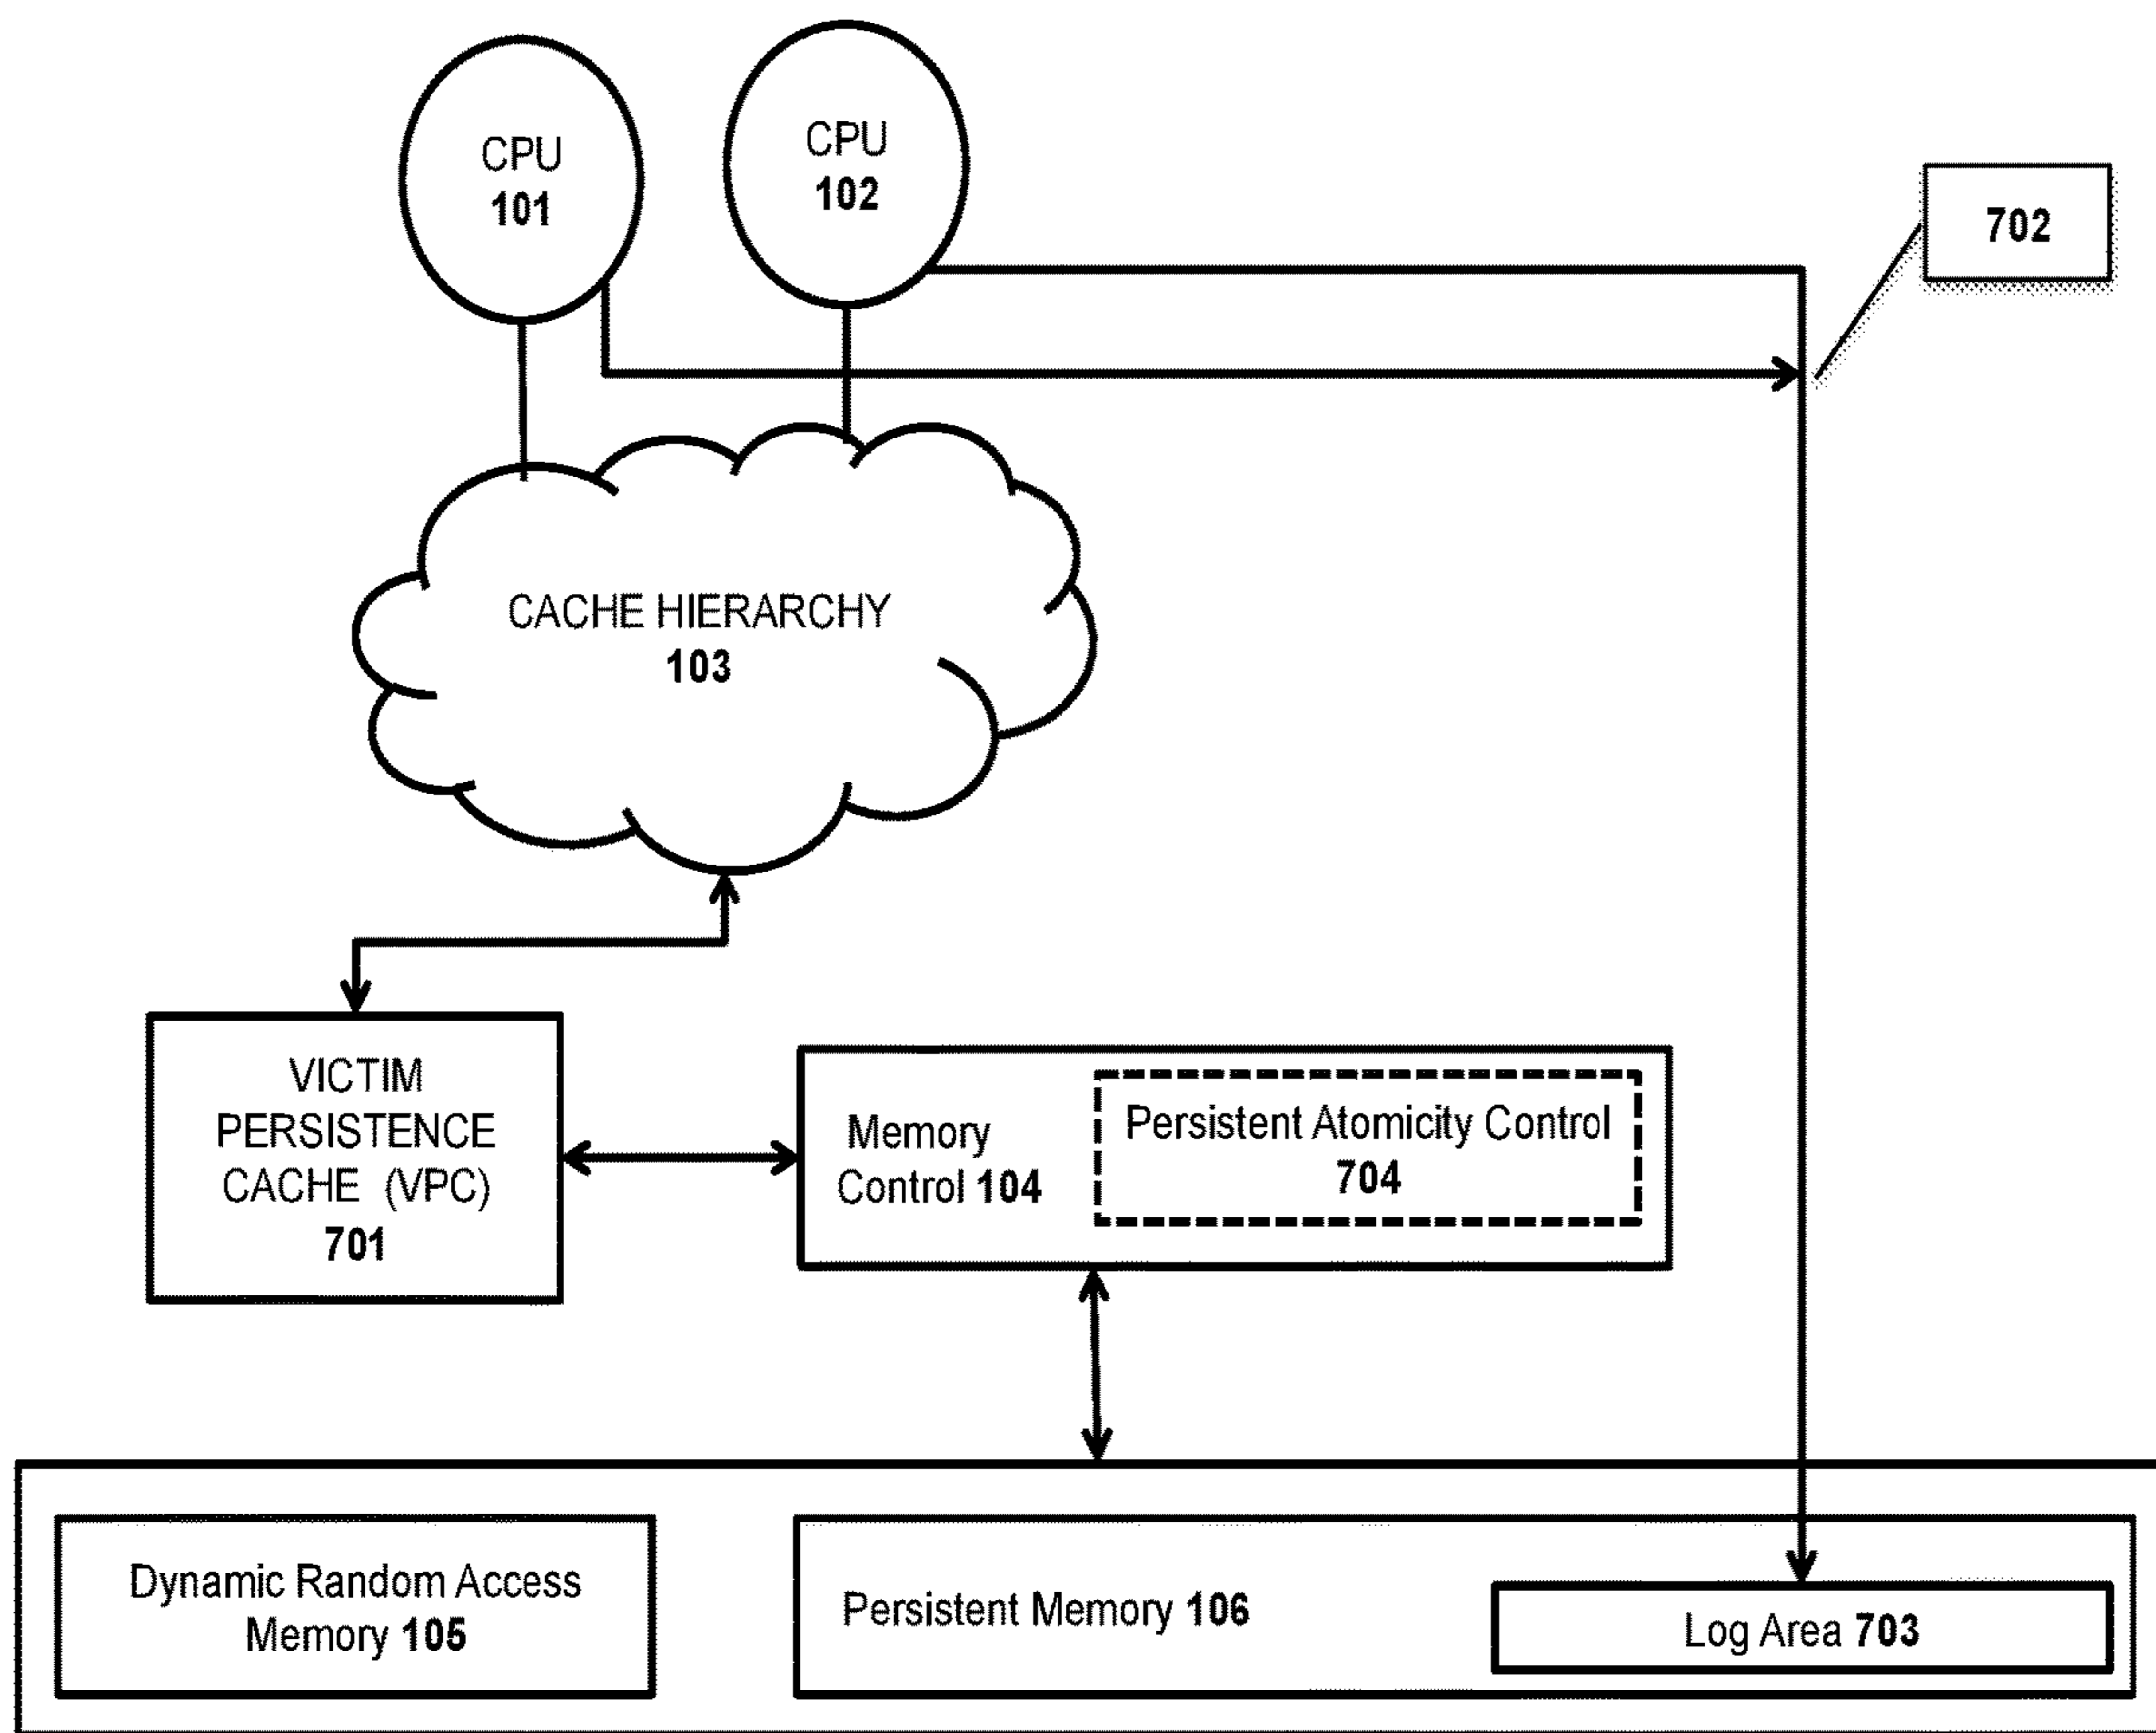 CPU
101
CPU
102
702
CACHE HIERARCHY
103
VICTIM
PERSISTENCE
CACHE (VPC)
701
Memory
Control 104
Persistent Atomicity Control
704
Dynamic Random Access
Memory 105
Persistent Memory 106
Log Area 703